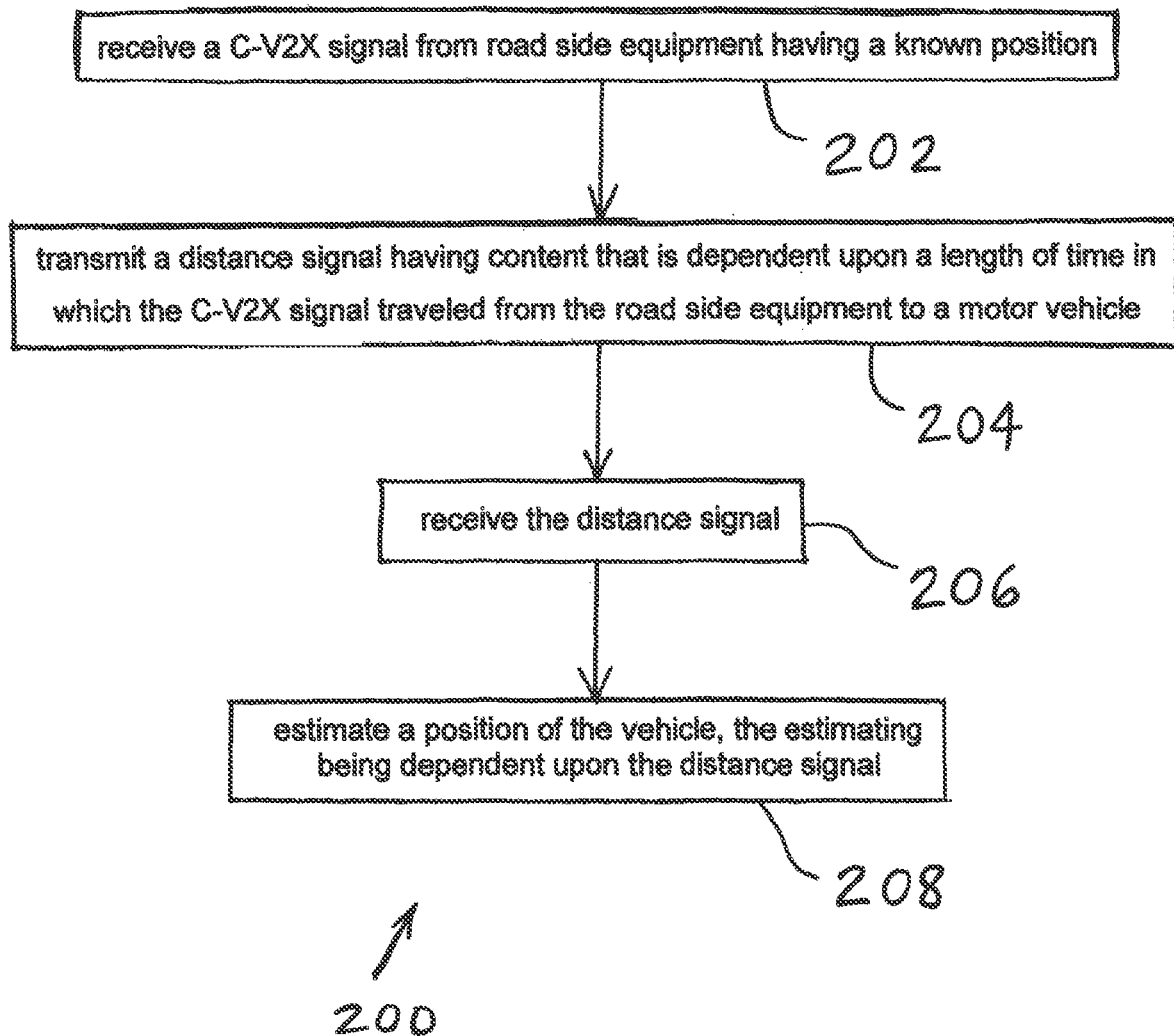 receive a C-V2X signal from road side equipment having a known position
202
transmit a distance signal having content that is dependent upon a length of time in
which the C-V2X signal traveled from the road side equipment to a motor vehicle
204
receive the distance signal
206
estimate a position of the vehicle, the estimating
being dependent upon the distance signal
208
200